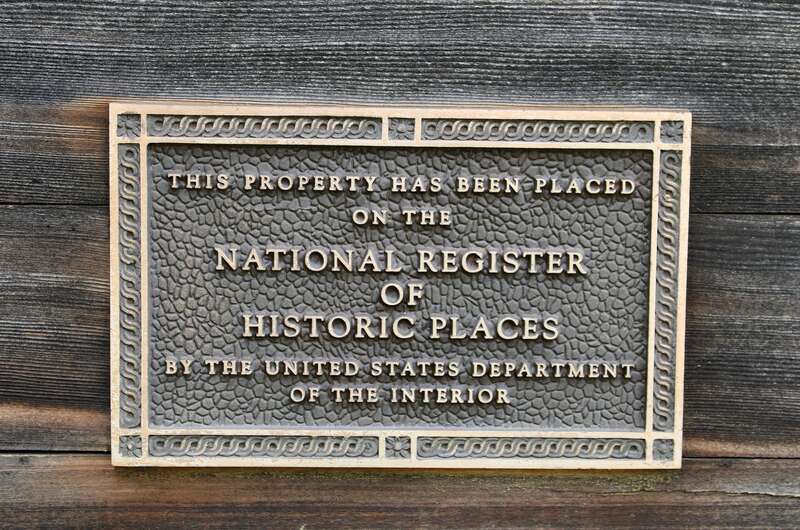 THIS PROPERTY HAS BEEN PLACED
ON THE
NATIONAL REGISTER
OF
HISTORIC PLACES
BY THE UNITED STATES DEPARTMENT
OF THE INTERIOR